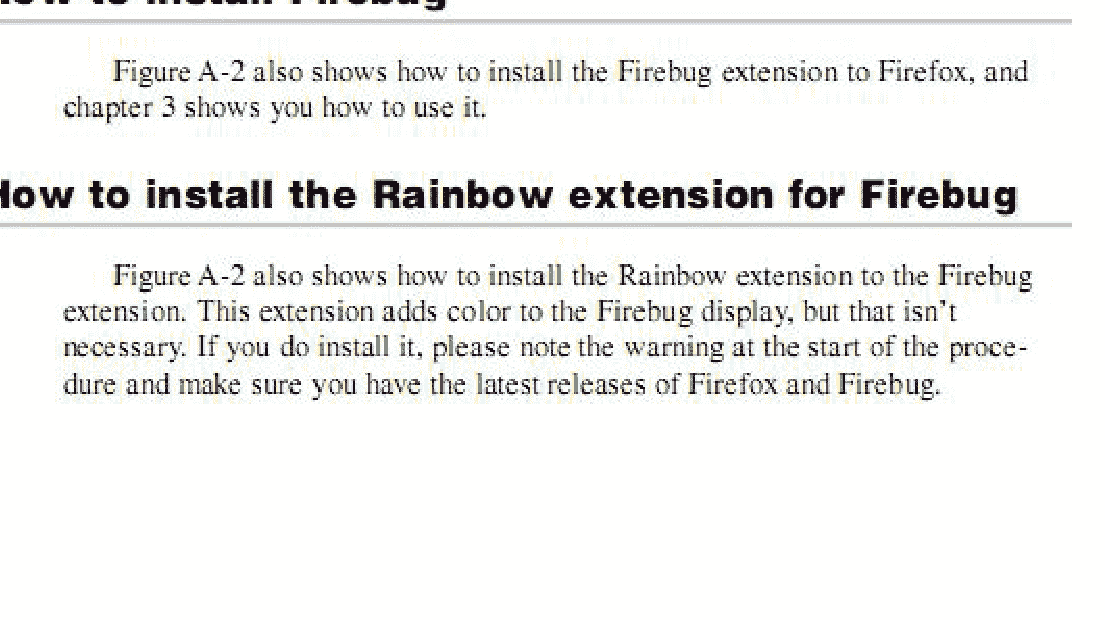 How to install Firebug
Figure A-2 also shows how to install the Firebug extension to Firefox, and
chapter 3 shows you how to use it.
How to install the Rainbow extension for Firebug
Figure A-2 also shows how to install the Rainbow extension to the Firebug
extension. This extension adds color to the Firebug display, but that isn't
necessary. If you do install it, please note the warning at the start of the proce-
dure and make sure you have the latest releases of Firefox and Firebug.